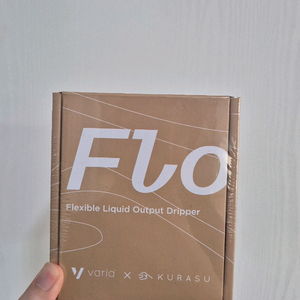 Flo
Flexible Liquid Output Dripper
varia X KURASU